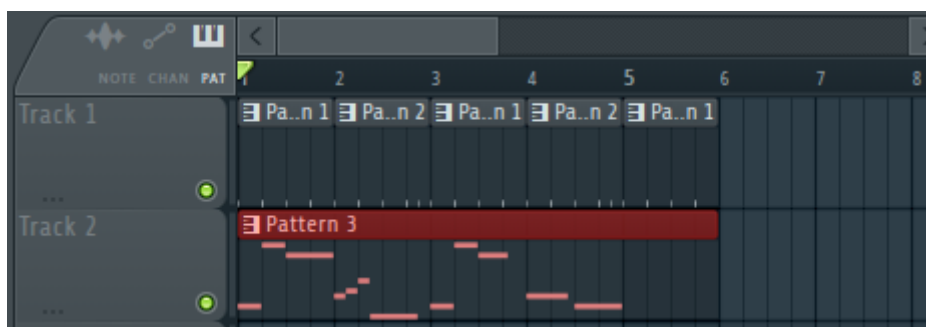 NOTE CHAN PAT
1 2 3 4 5 6 7 8
Track 1
Pa..n 1 Pa..n 2 Pa..n 1 Pa..n 2 Pa..n 1
...
Track 2
Pattern 3
...